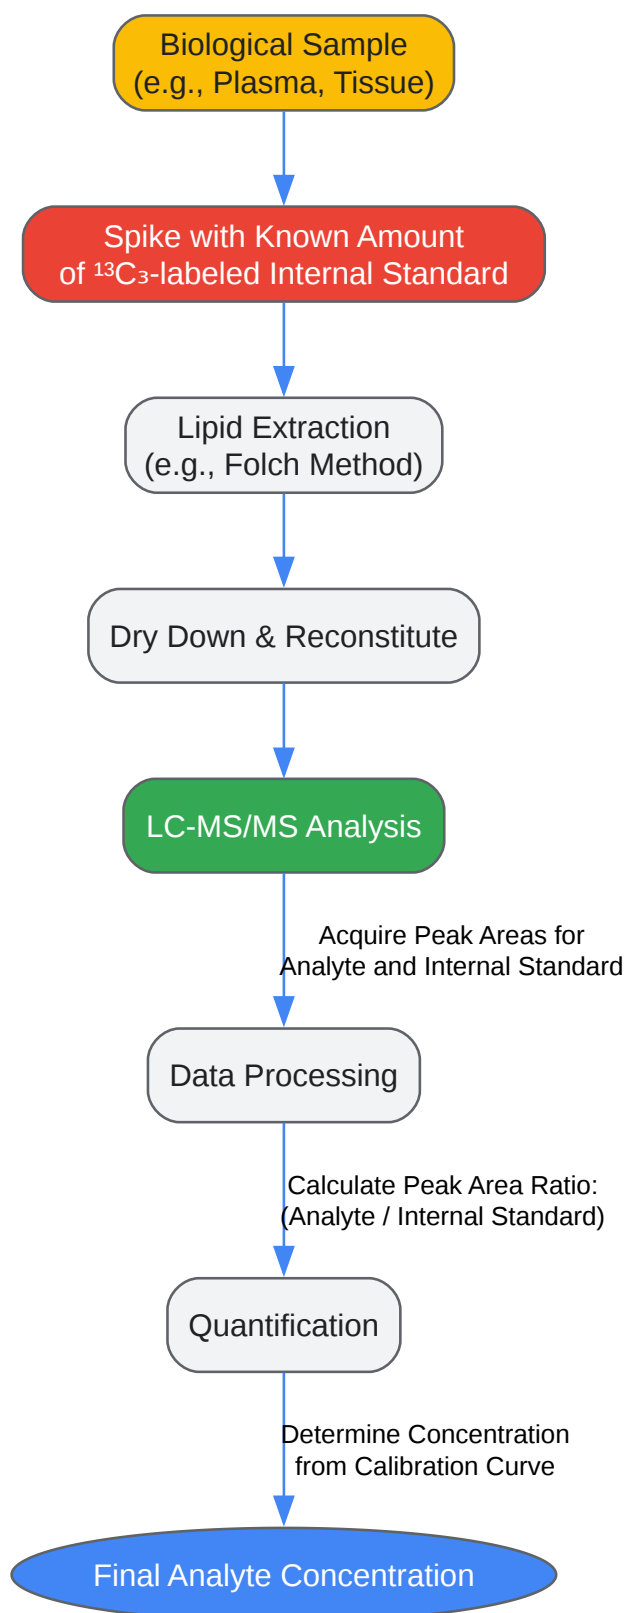 Biological Sample
(e.g., Plasma, Tissue)
Spike with Known Amount
of ¹³C₃-labeled Internal Standard
Lipid Extraction
(e.g., Folch Method)
Dry Down & Reconstitute
LC-MS/MS Analysis
Acquire Peak Areas for
Analyte and Internal Standard
Data Processing
Calculate Peak Area Ratio:
(Analyte / Internal Standard)
Quantification
Determine Concentration
from Calibration Curve
Final Analyte Concentration